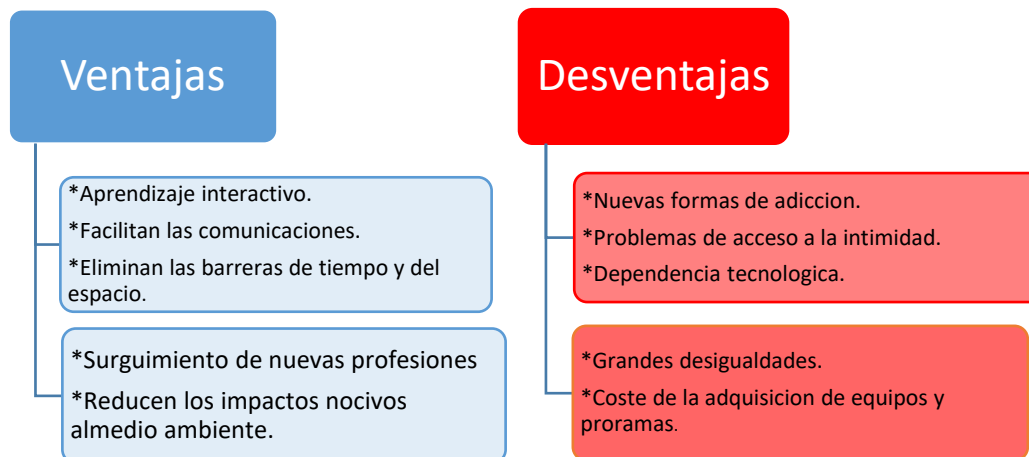 Ventajas
*Aprendizaje interactivo.
*Facilitan las comunicaciones.
*Eliminan las barreras de tiempo y del
espacio.
*Surguimiento de nuevas profesiones
*Reducen los impactos nocivos
almedio ambiente.
Desventajas
*Nuevas formas de adiccion.
*Problemas de acceso a la intimidad.
*Dependencia tecnologica.
*Grandes desigualdades.
*Coste de la adquisicion de equipos y
proramas.